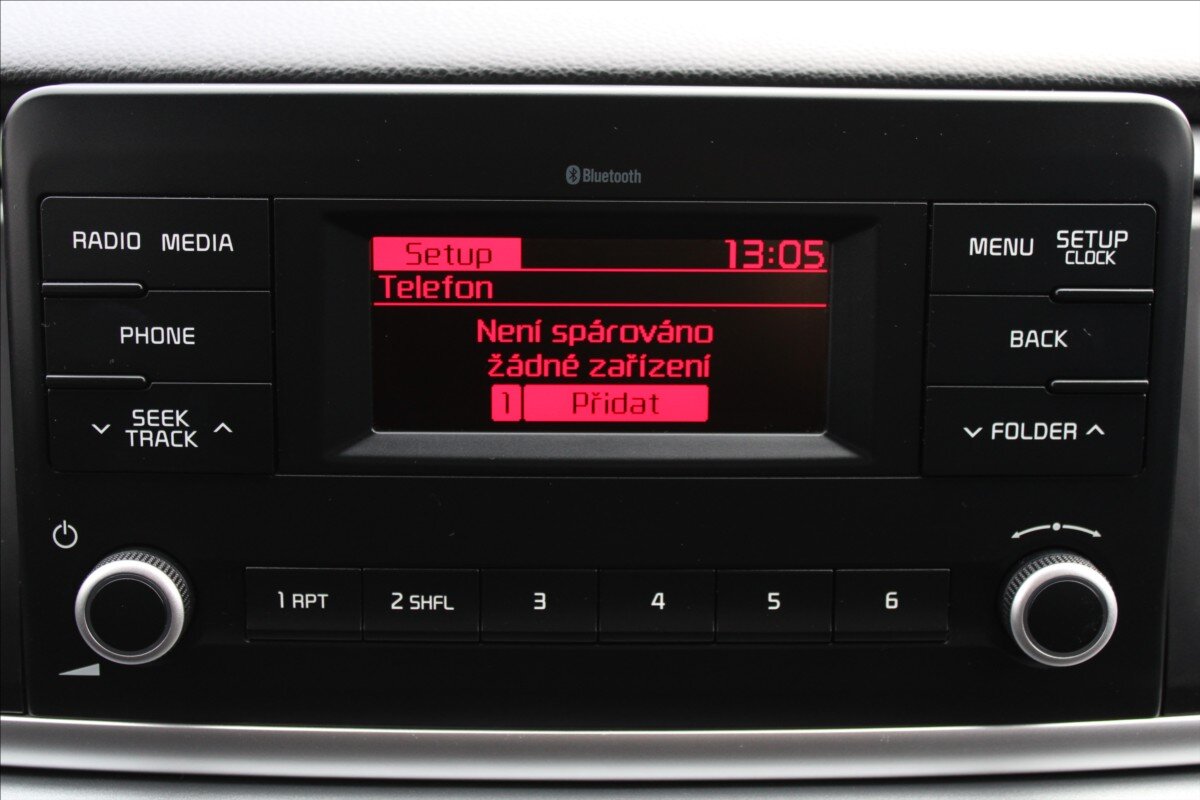 Bluetooth
RADIO MEDIA
PHONE
SEEK
TRACK
Setup 13:05
Telefon
Není spárováno
žádné zařízení
1 Přidat
MENU SETUP
CLOCK
BACK
FOLDER
1 RPT 2 SHFL 3 4 5 6